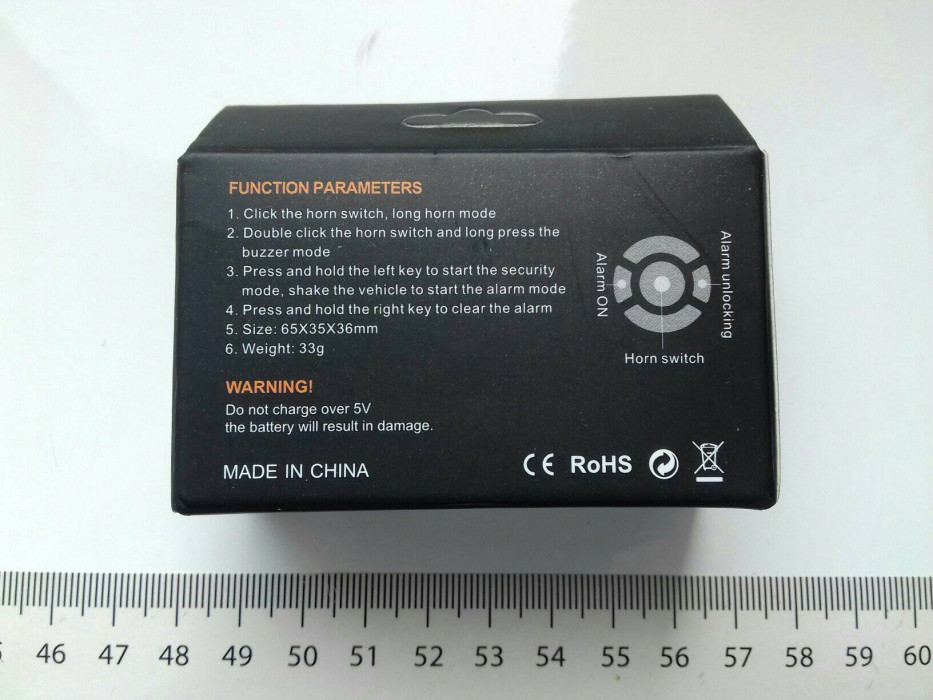 FUNCTION PARAMETERS
1. Click the horn switch, long horn mode
2. Double click the horn switch and long press the
buzzer mode
3. Press and hold the left key to start the security
mode, shake the vehicle to start the alarm mode
4. Press and hold the right key to clear the alarm
5. Size: 65X35X36mm
6. Weight: 33g
Alarm ON
Alarm unlocking
Horn switch
WARNING!
Do not charge over 5V
the battery will result in damage.
MADE IN CHINA
CE RoHS
46 47 48 49 50 51 52 53 54 55 56 57 58 59 60